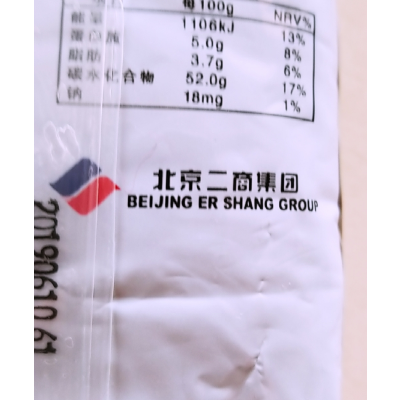 每100g NRV%
能量 1106kJ 13%
蛋白质 5.0g 8%
脂肪 3.7g 6%
碳水化合物 52.0g 17%
钠 18mg 1%
北京二商集团
BEIJING ER SHANG GROUP
20190610 61